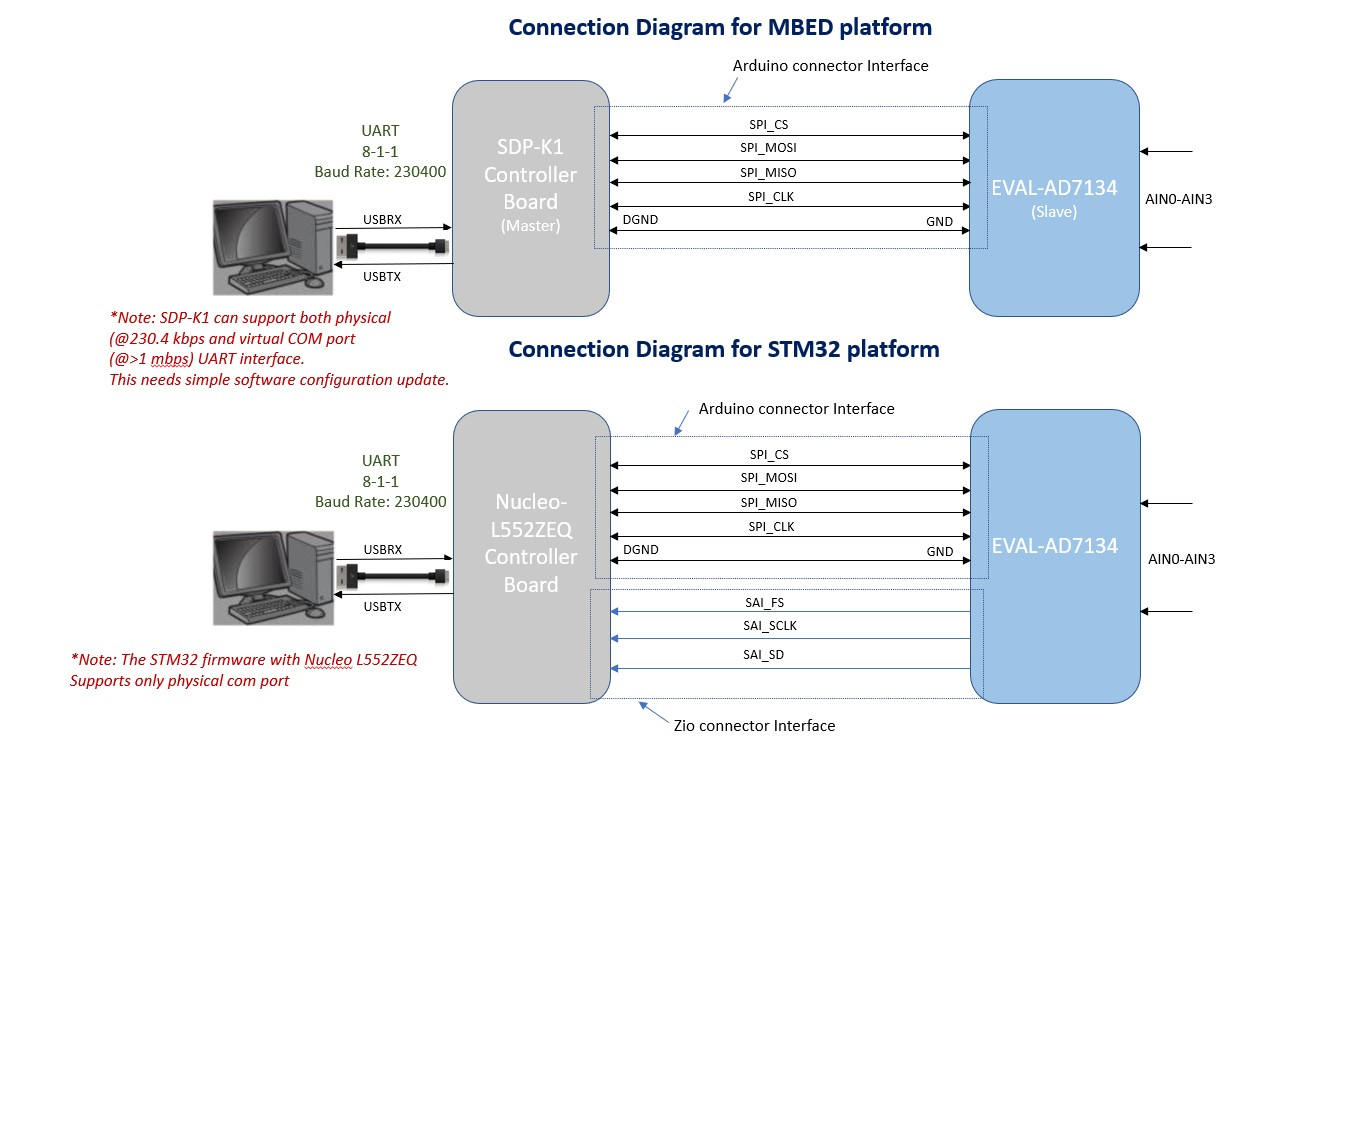 Connection Diagram for MBED platform
Arduino connector Interface
UART
8-1-1
Baud Rate: 230400
SDP-K1
Controller
Board
(Master)
SPI_CS
SPI_MOSI
SPI_MISO
SPI_CLK
DGND
GND
EVAL-AD7134
(Slave)
AIN0-AIN3
USBRX
USBTX
*Note: SDP-K1 can support both physical
(@230.4 kbps and virtual COM port
(@>1 mbps) UART interface.
This needs simple software configuration update.
Connection Diagram for STM32 platform
Arduino connector Interface
UART
8-1-1
Baud Rate: 230400
Nucleo-
L552ZEQ
Controller
Board
SPI_CS
SPI_MOSI
SPI_MISO
SPI_CLK
DGND
GND
EVAL-AD7134
AIN0-AIN3
USBRX
USBTX
SAI_FS
SAI_SCLK
SAI_SD
*Note: The STM32 firmware with Nucleo L552ZEQ
Supports only physical com port
Zio connector Interface